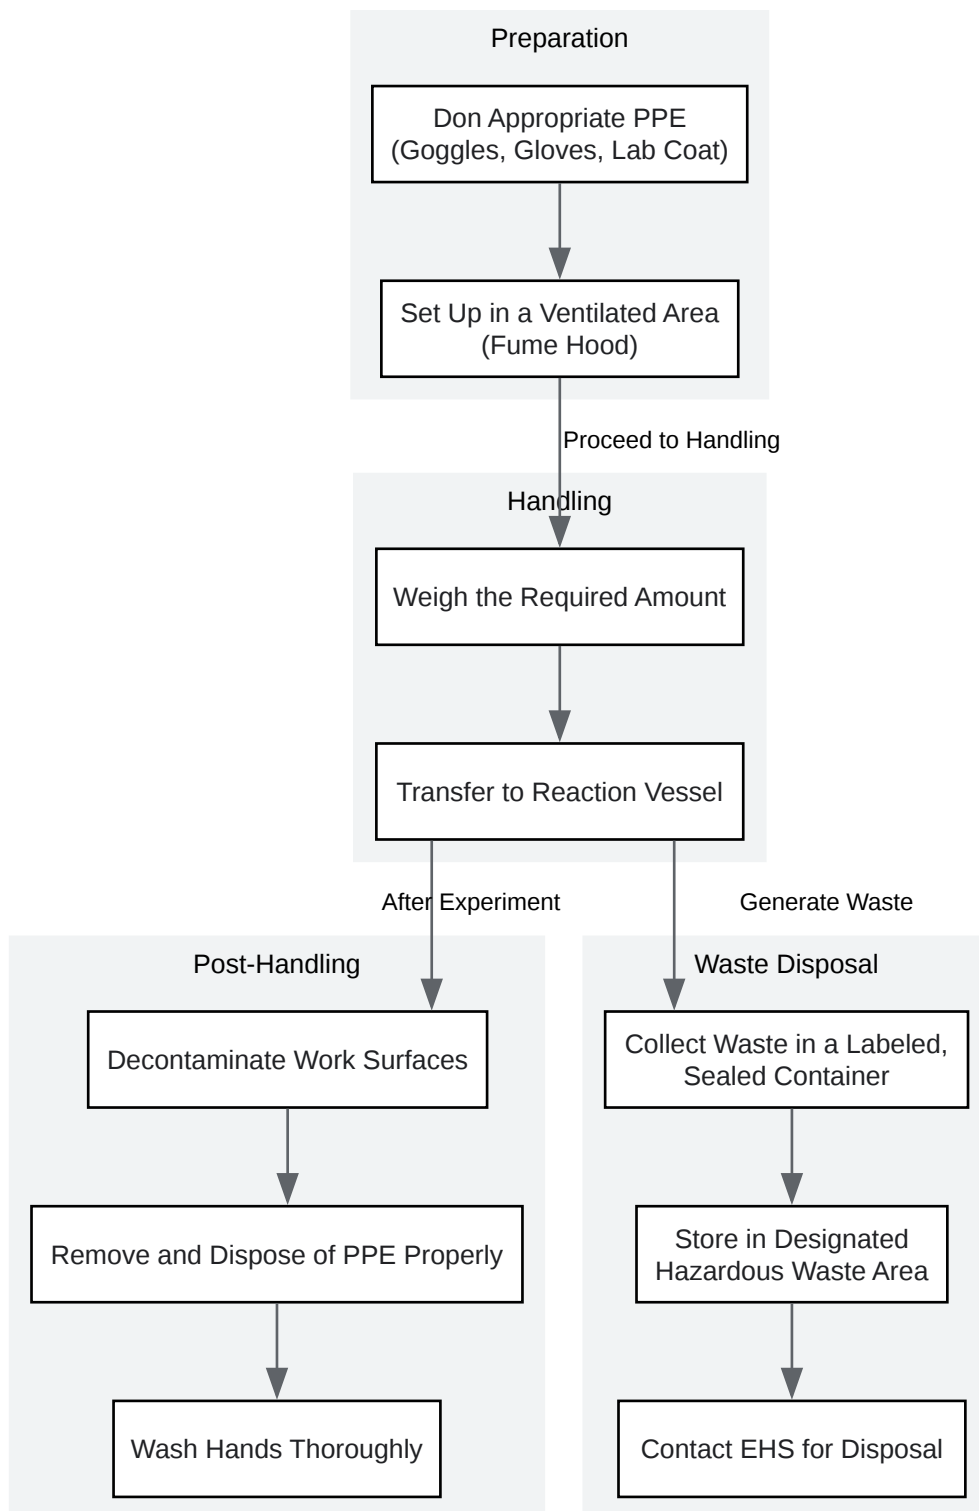 Preparation
Don Appropriate PPE
(Goggles, Gloves, Lab Coat)
Set Up in a Ventilated Area
(Fume Hood)
Proceed to Handling
Handling
Weigh the Required Amount
Transfer to Reaction Vessel
After Experiment
Generate Waste
Post-Handling
Decontaminate Work Surfaces
Remove and Dispose of PPE Properly
Wash Hands Thoroughly
Waste Disposal
Collect Waste in a Labeled,
Sealed Container
Store in Designated
Hazardous Waste Area
Contact EHS for Disposal